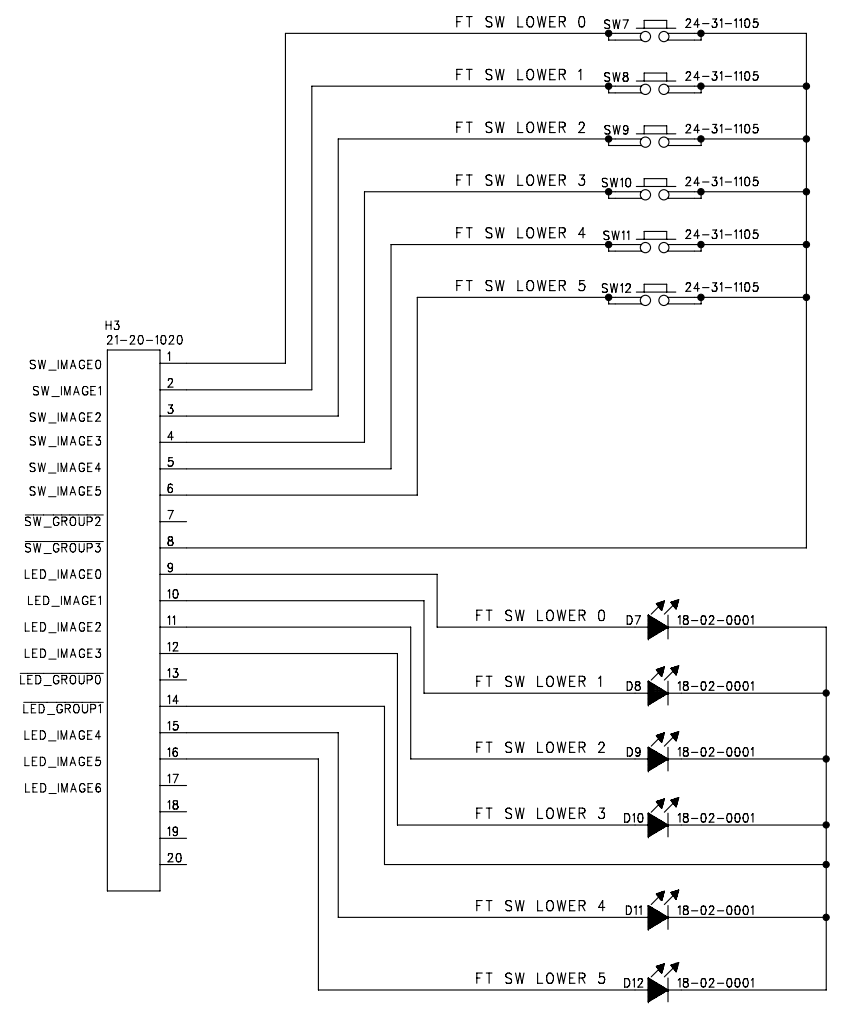 FT SW LOWER 0 SW7 24-31-1105
FT SW LOWER 1 SW8 24-31-1105
FT SW LOWER 2 SW9 24-31-1105
FT SW LOWER 3 SW10 24-31-1105
FT SW LOWER 4 SW11 24-31-1105
FT SW LOWER 5 SW12 24-31-1105
H3
21-20-1020
SW_IMAGE0 1
SW_IMAGE1 2
SW_IMAGE2 3
SW_IMAGE3 4
SW_IMAGE4 5
SW_IMAGE5 6
SW_GROUP2 7
SW_GROUP3 8
LED_IMAGE0 9
LED_IMAGE1 10
LED_IMAGE2 11
LED_IMAGE3 12
LED_GROUP0 13
LED_GROUP1 14
LED_IMAGE4 15
LED_IMAGE5 16
LED_IMAGE6 17
18
19
20
FT SW LOWER 0 D7 18-02-0001
FT SW LOWER 1 D8 18-02-0001
FT SW LOWER 2 D9 18-02-0001
FT SW LOWER 3 D10 18-02-0001
FT SW LOWER 4 D11 18-02-0001
FT SW LOWER 5 D12 18-02-0001